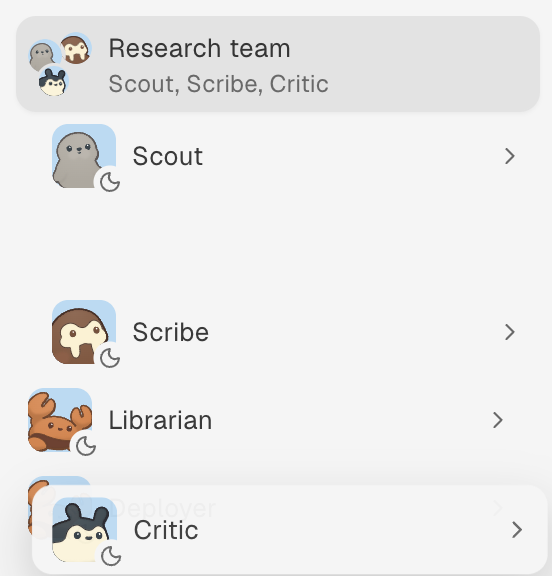 Research team
Scout, Scribe, Critic
Scout
Scribe
Librarian
Deployer
Critic